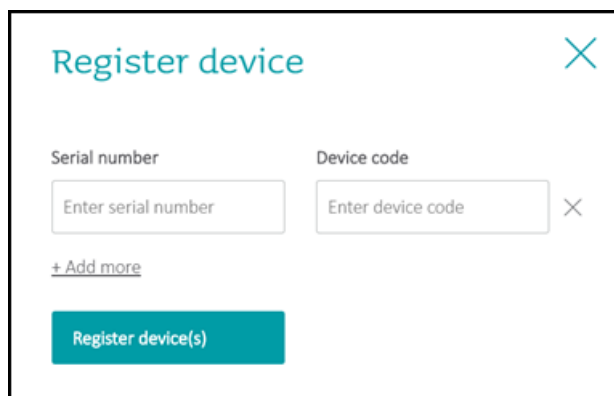 Register device
Serial number Device code
Enter serial number Enter device code
+ Add more
Register device(s)